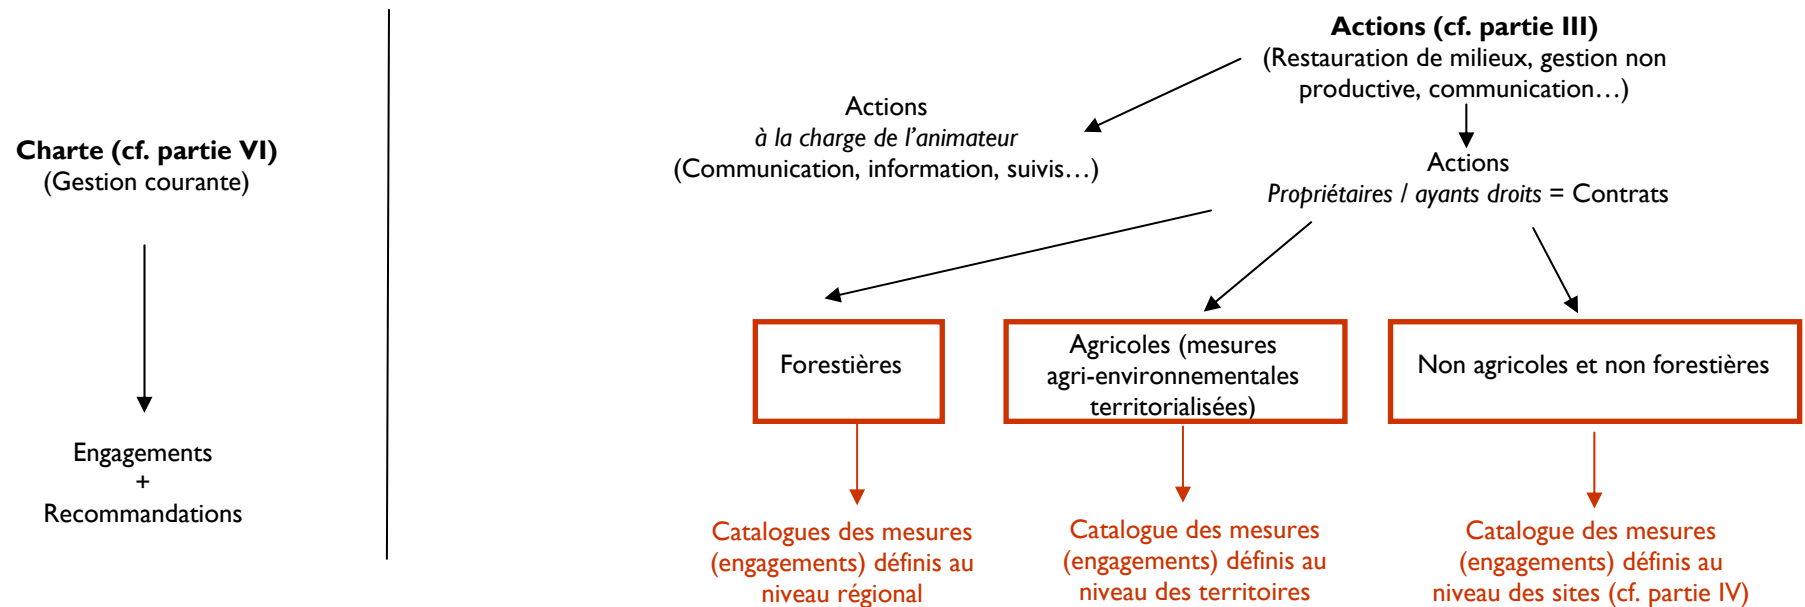 Charte (cf. partie VI)
(Gestion courante)
Engagements
+
Recommandations
Actions (cf. partie III)
(Restauration de milieux, gestion non
productive, communication…)
Actions
à la charge de l’animateur
(Communication, information, suivis…)
Actions
Propriétaires / ayants droits = Contrats
Forestières
Agricoles (mesures
agri-environnementales
territorialisées)
Non agricoles et non forestières
Catalogues des mesures
(engagements) définis au
niveau régional
Catalogue des mesures
(engagements) définis au
niveau des territoires
Catalogue des mesures
(engagements) définis au
niveau des sites (cf. partie IV)